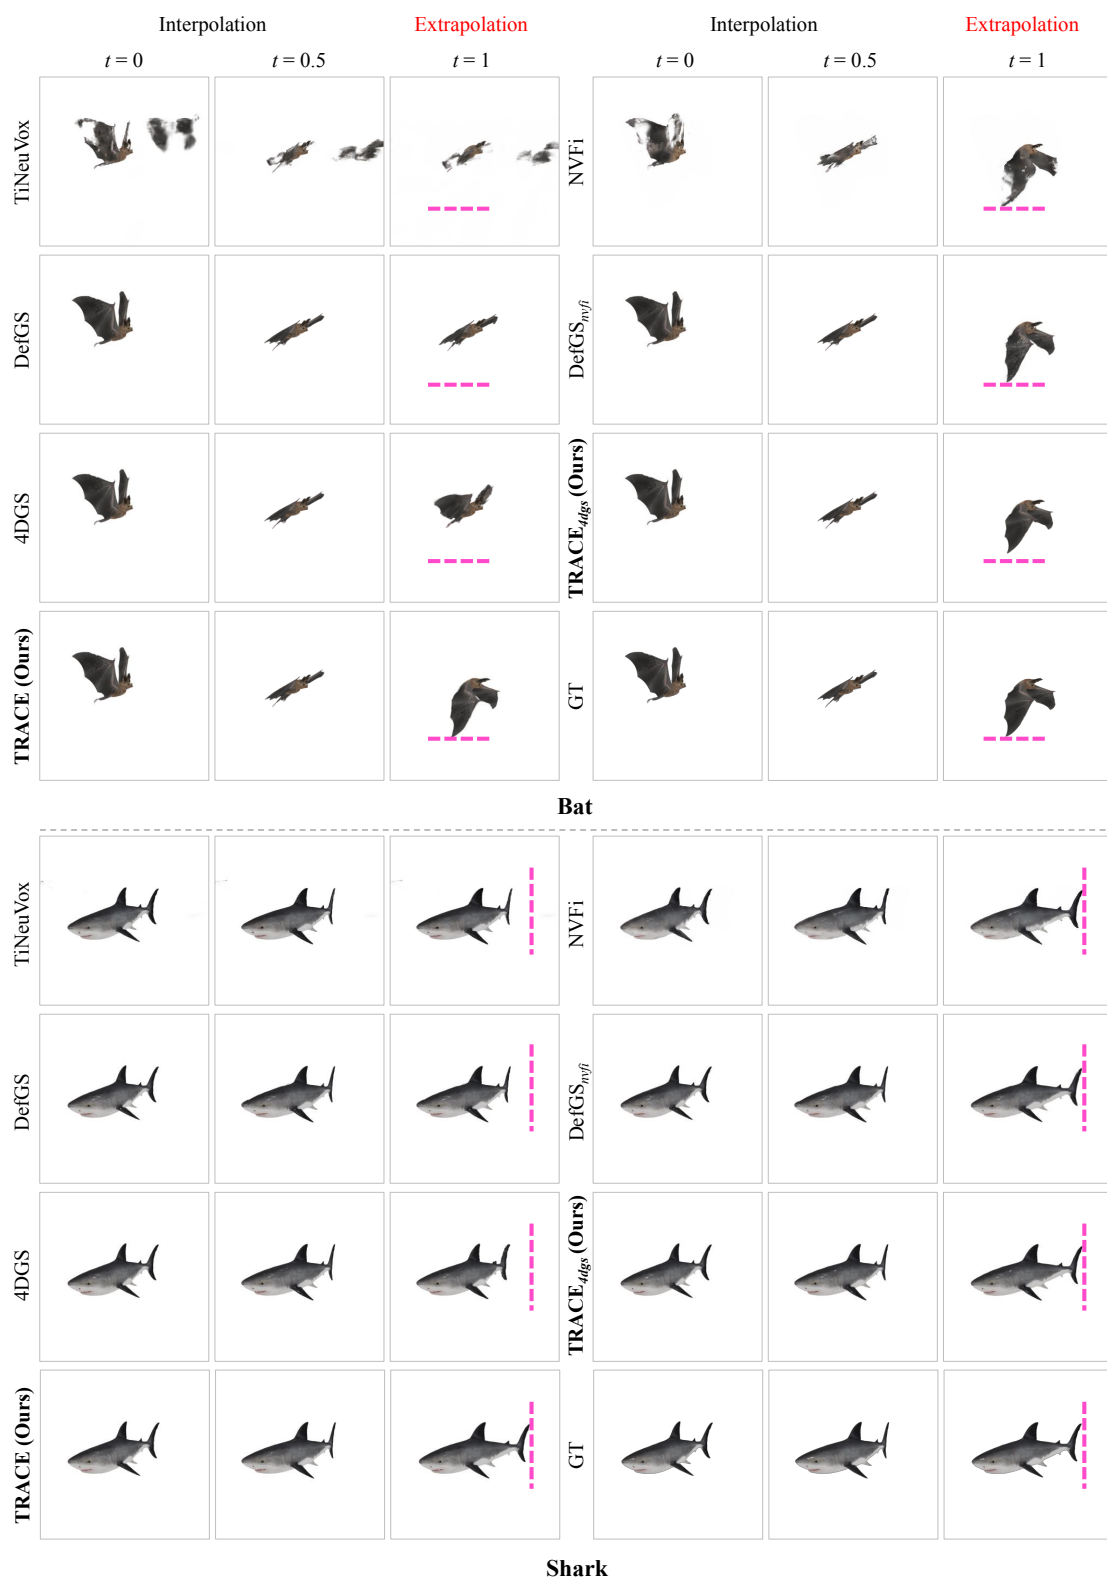 Interpolation Extrapolation Interpolation Extrapolation
t = 0 t = 0.5 t = 1 t = 0 t = 0.5 t = 1
TiNeuVox NVFi
DefGS DefGSnvfi
4DGS TRACE4dgs (Ours)
TRACE (Ours) GT
Bat
TiNeuVox NVFi
DefGS DefGSnvfi
4DGS TRACE4dgs (Ours)
TRACE (Ours) GT
Shark